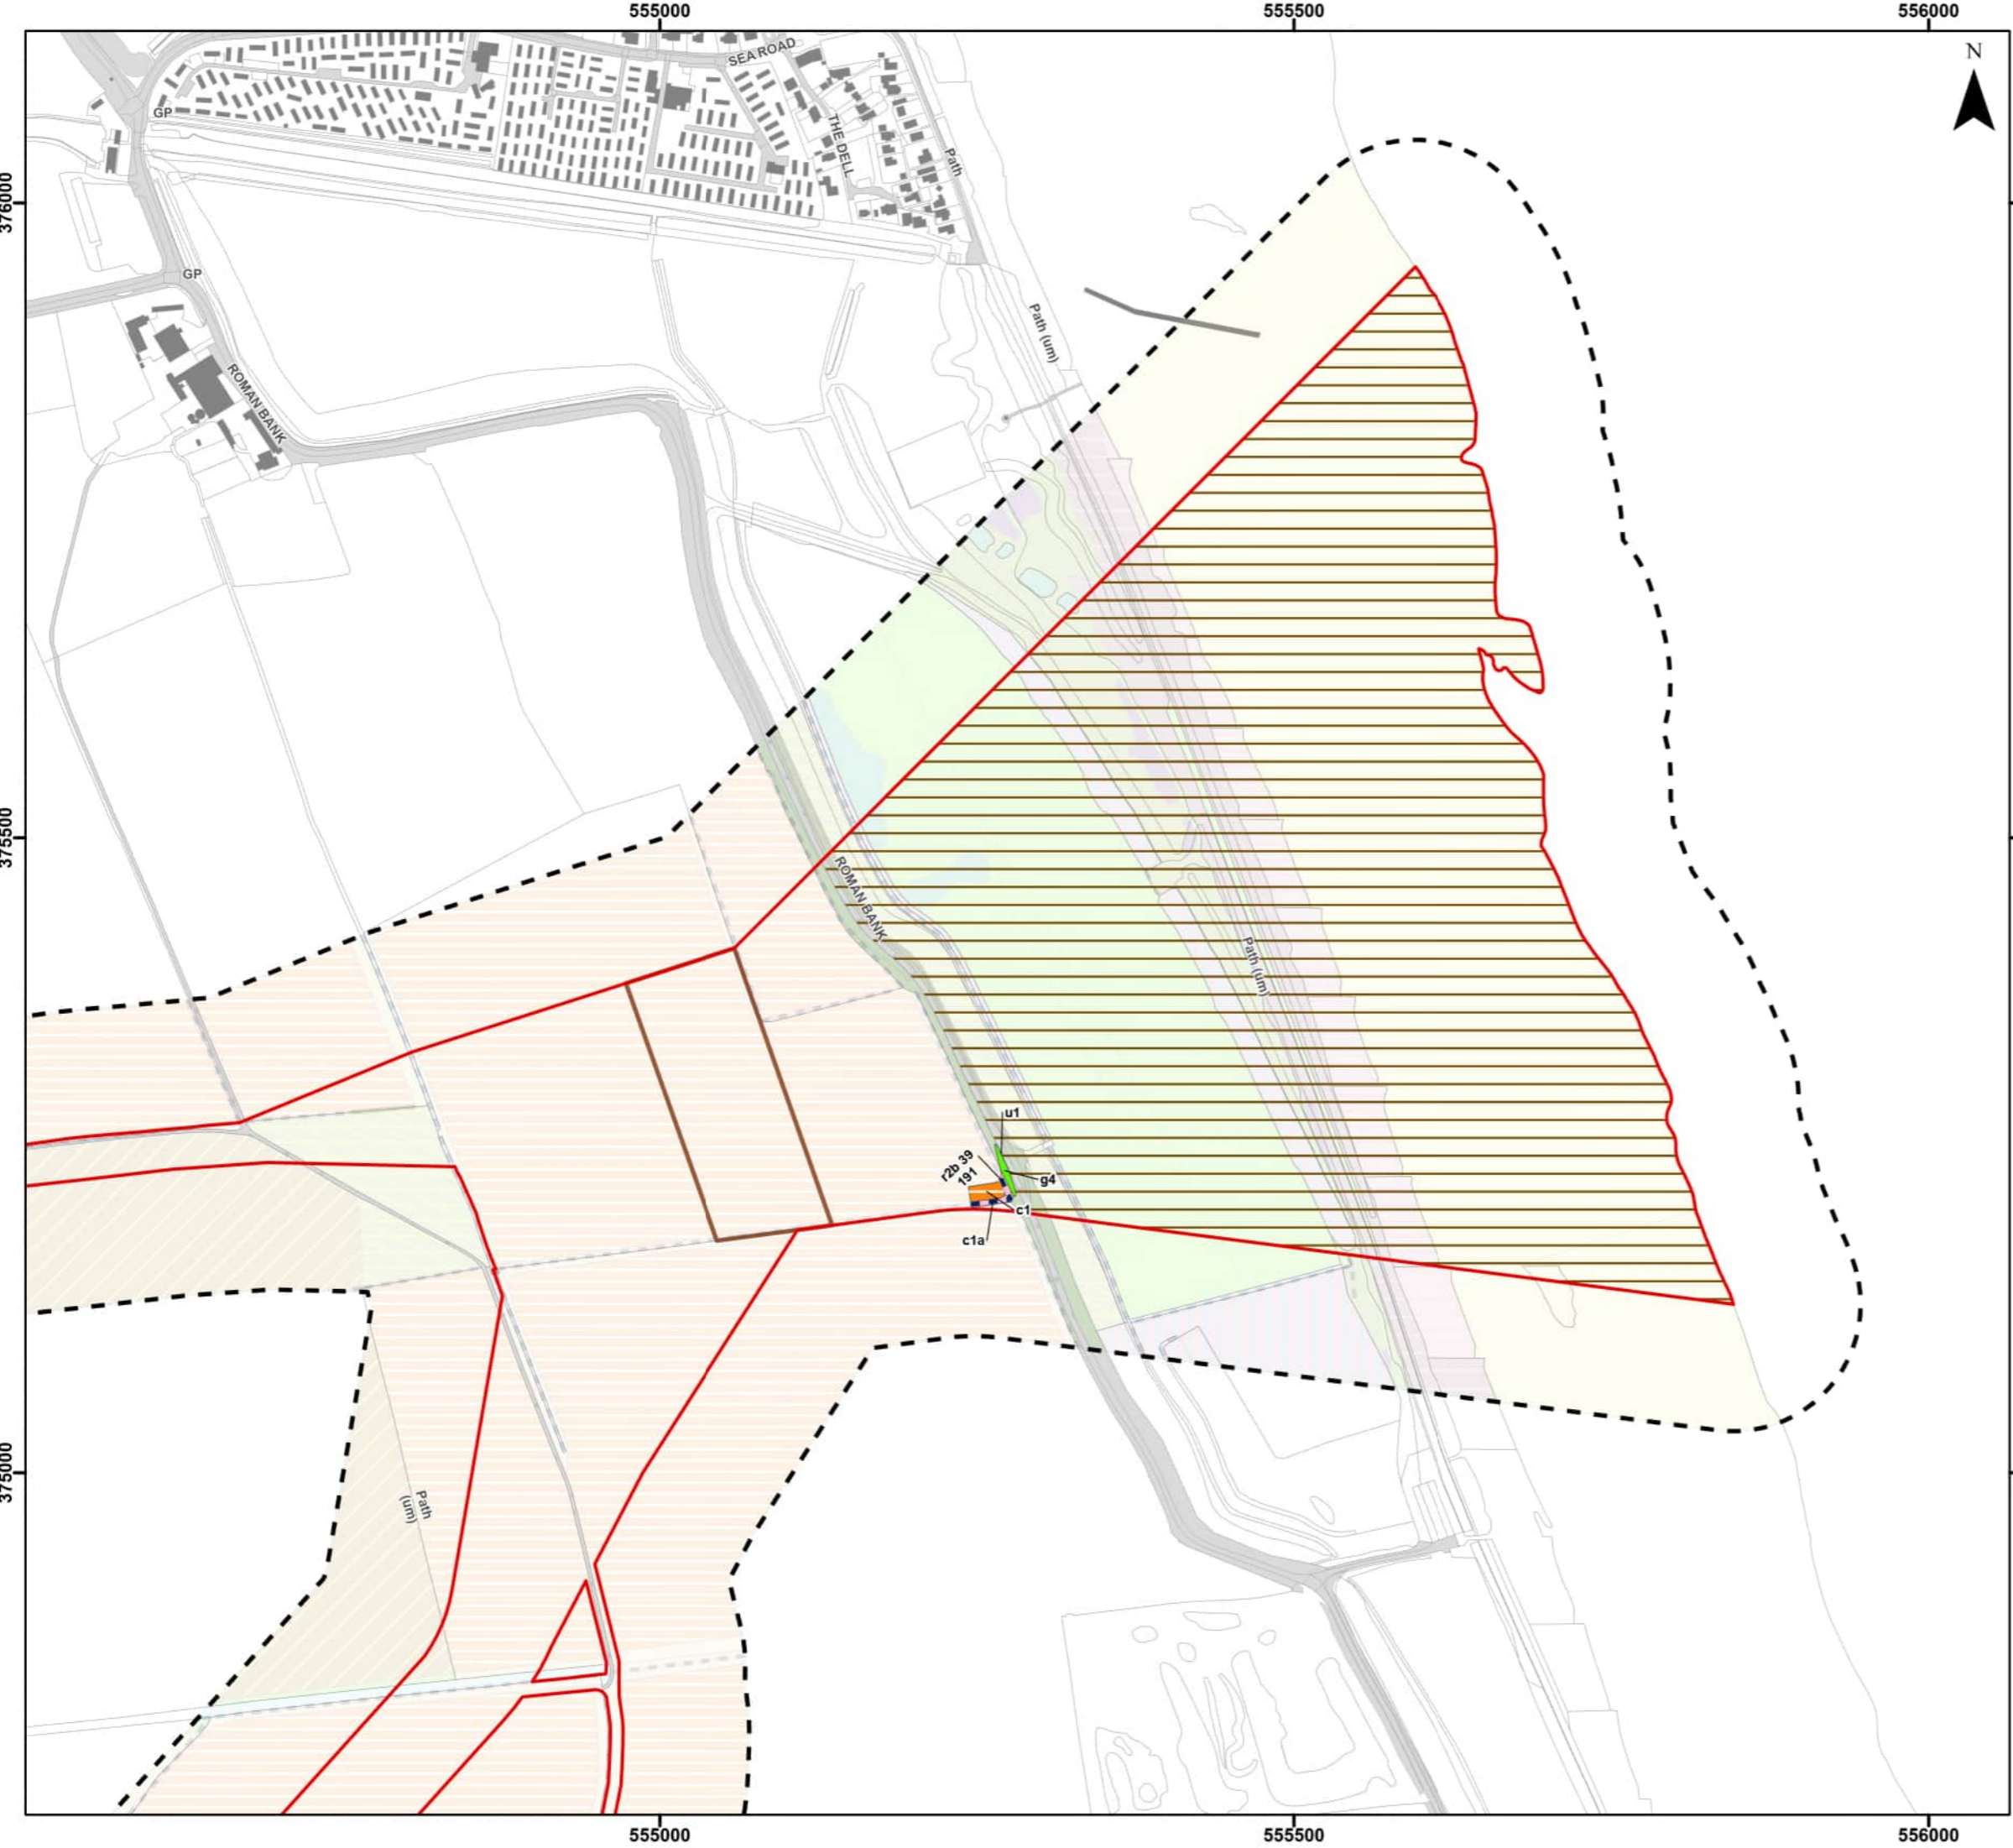 555000
555500
556000
N
SEA ROAD
GP
THE DELL
Path
376000
GP
Path (um)
ROMAN BANK
375500
ROMAN BANK
Path (um)
u1
r2b 39
191
g4
c1
c1a
375000
Path
(um)
555000
555500
556000